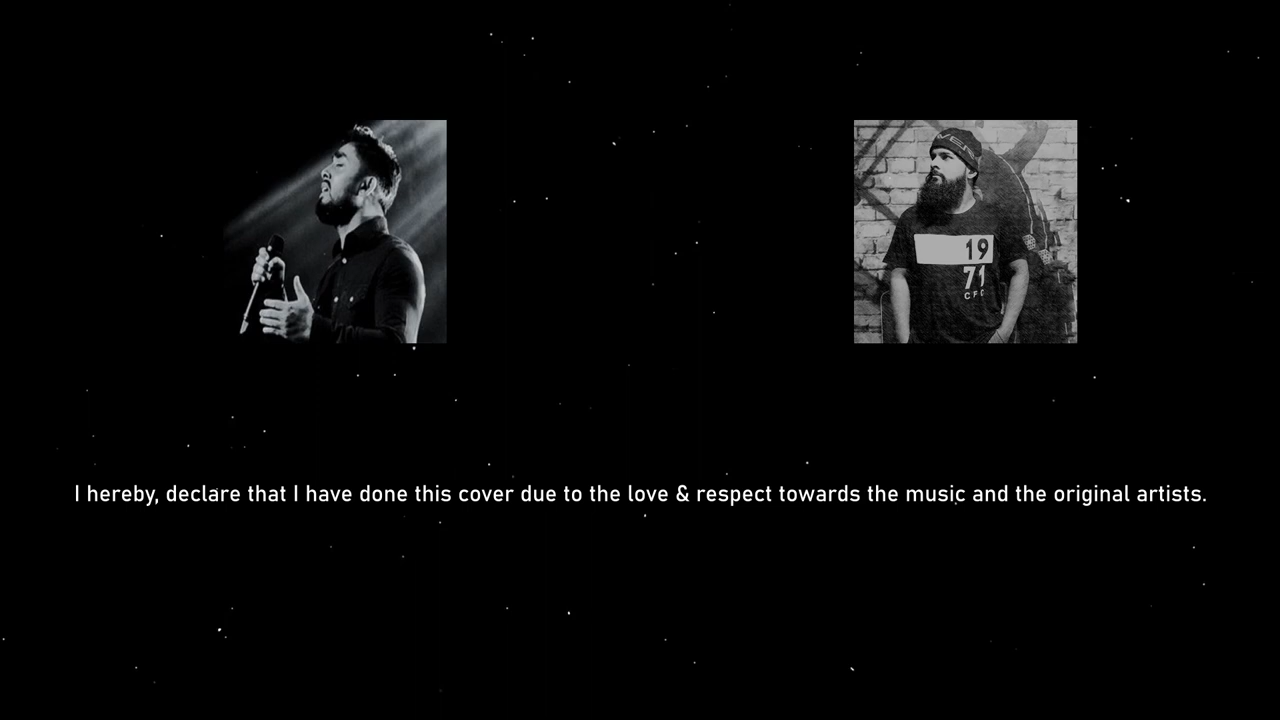 19
71
CFC
I hereby, declare that I have done this cover due to the love & respect towards the music and the original artists.